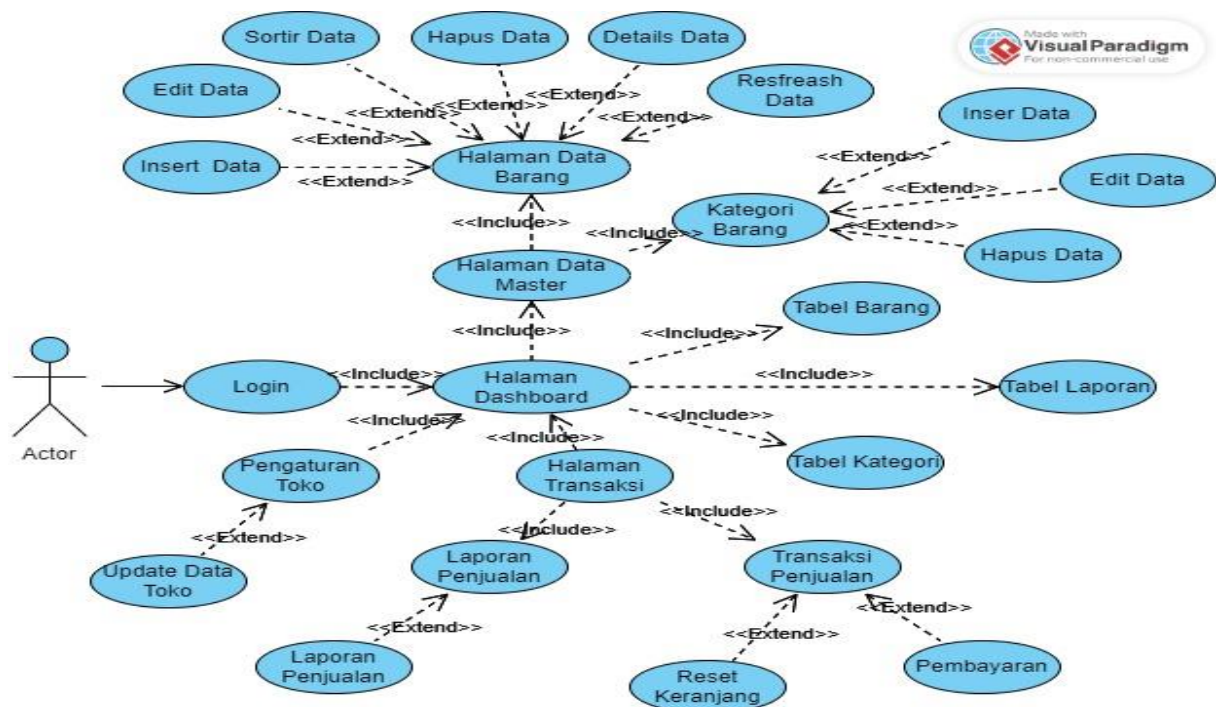 Sortir Data
Hapus Data
Details Data
Made with
Visual Paradigm
For non-commercial use
Edit Data
Resfreash
Data
Inser Data
<<Extend>>
<<Extend>>
<<Extend>>
<<Extend>>
<<Extend>>
<<Extend>>
Insert Data
Halaman Data
Barang
<<Extend>>
Edit Data
<<Extend>>
<<Include>>
Kategori
Barang
<<Extend>>
Hapus Data
<<Include>>
Halaman Data
Master
Tabel Barang
<<Include>>
<<Include>>
Login
<<Include>>
Halaman
Dashboard
<<Include>>
Tabel Laporan
<<Include>>
<<Include>>
<<Include>>
Actor
Pengaturan
Toko
Halaman
Transaksi
Tabel Kategori
<<Include>>
<<Include>>
<<Extend>>
Update Data
Toko
Laporan
Penjualan
Transaksi
Penjualan
<<Extend>>
<<Extend>>
<<Extend>>
Laporan
Penjualan
Reset
Keranjang
Pembayaran